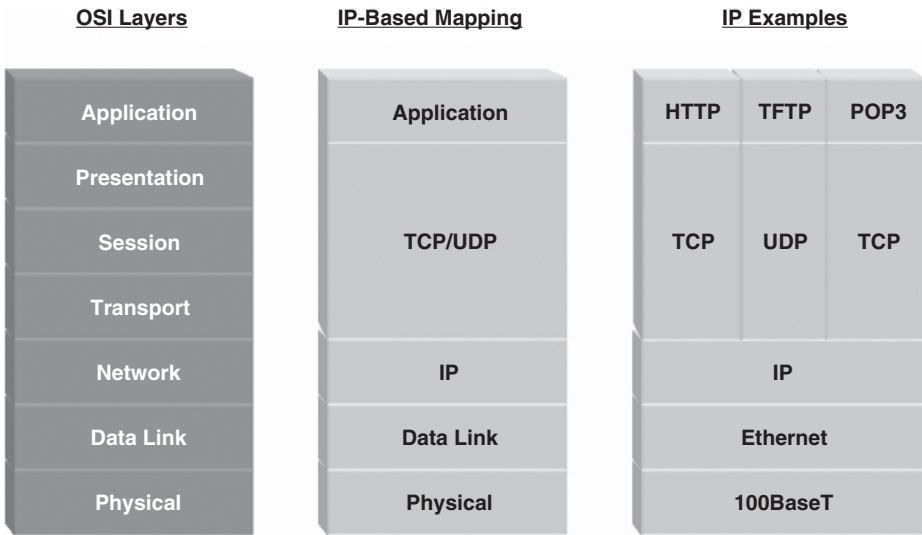 OSI Layers IP-Based Mapping IP Examples
Application Application HTTP TFTP POP3
Presentation
Session TCP/UDP TCP UDP TCP
Transport
Network IP IP
Data Link Data Link Ethernet
Physical Physical 100BaseT